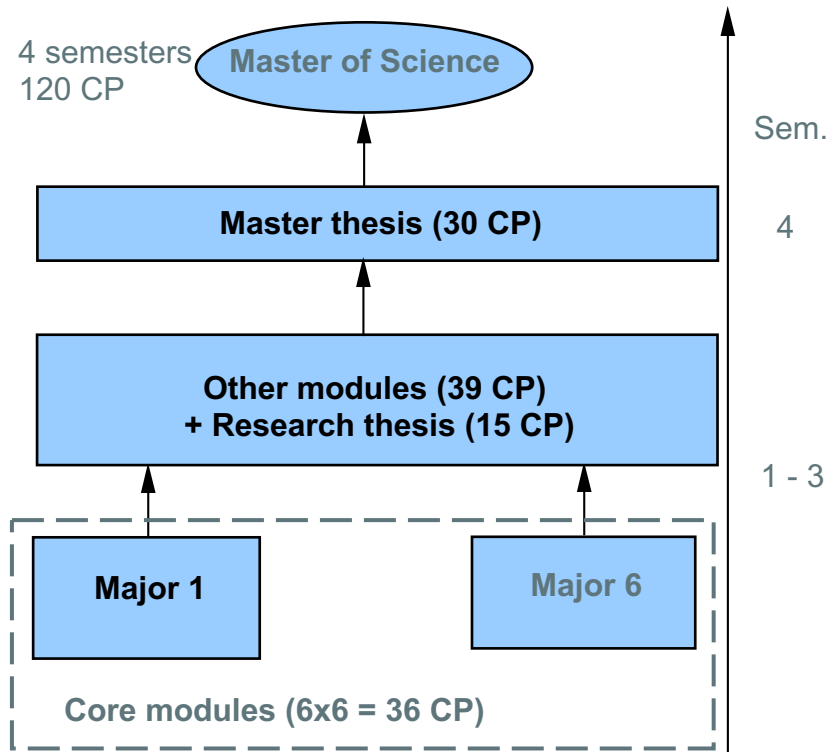 4 semesters
120 CP
Master of Science
Sem.
Master thesis (30 CP)
4
Other modules (39 CP)
+ Research thesis (15 CP)
1 - 3
Major 1
Major 6
Core modules (6x6 = 36 CP)